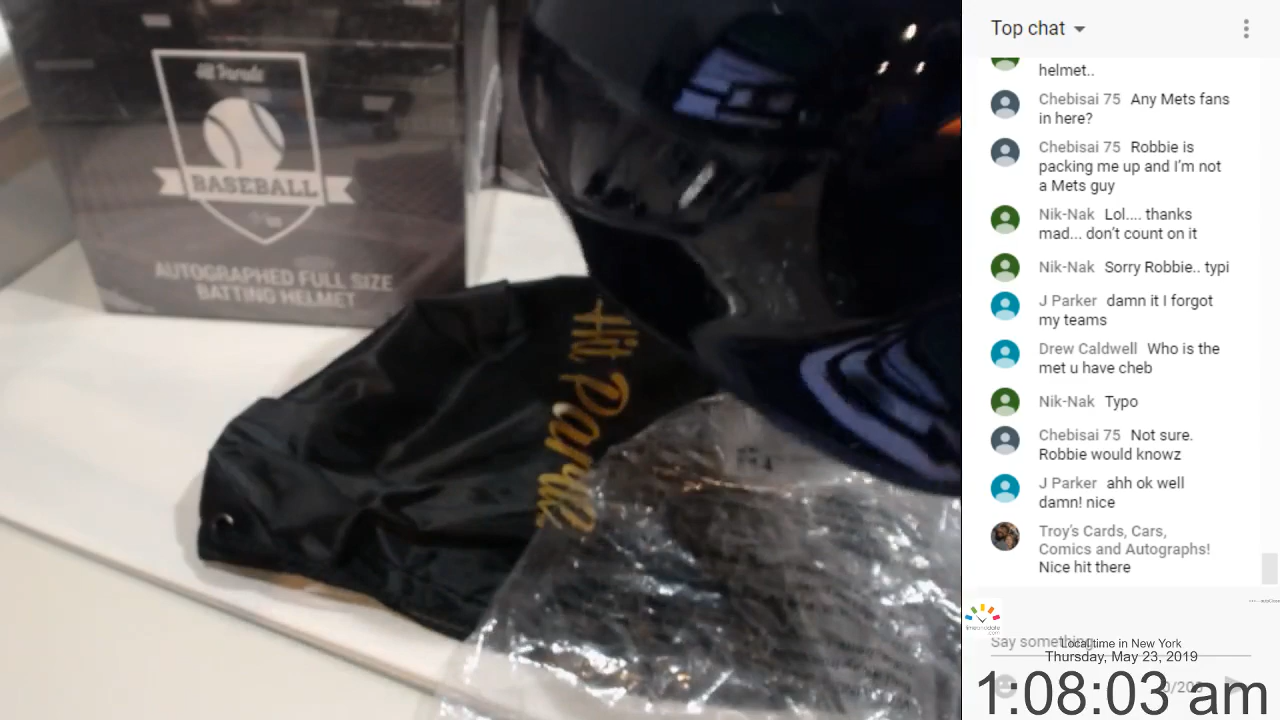 Hit Parade
BASEBALL
AUTOGRAPHED FULL SIZE
BATTING HELMET
Hit Parade
Top chat
helmet..
Chebisai 75 Any Mets fans
in here?
Chebisai 75 Robbie is
packing me up and I'm not
a Mets guy
Nik-Nak Lol.... thanks
mad... don't count on it
Nik-Nak Sorry Robbie.. typi
J Parker damn it I forgot
my teams
Drew Caldwell Who is the
met u have cheb
Nik-Nak Typo
Chebisai 75 Not sure.
Robbie would knowz
J Parker ahh ok well
damn! nice
Troy's Cards, Cars,
Comics and Autographs!
Nice hit there
timeanddate
.com
Say something...
Local time in New York
Thursday, May 23, 2019
0/200
1:08:03 am